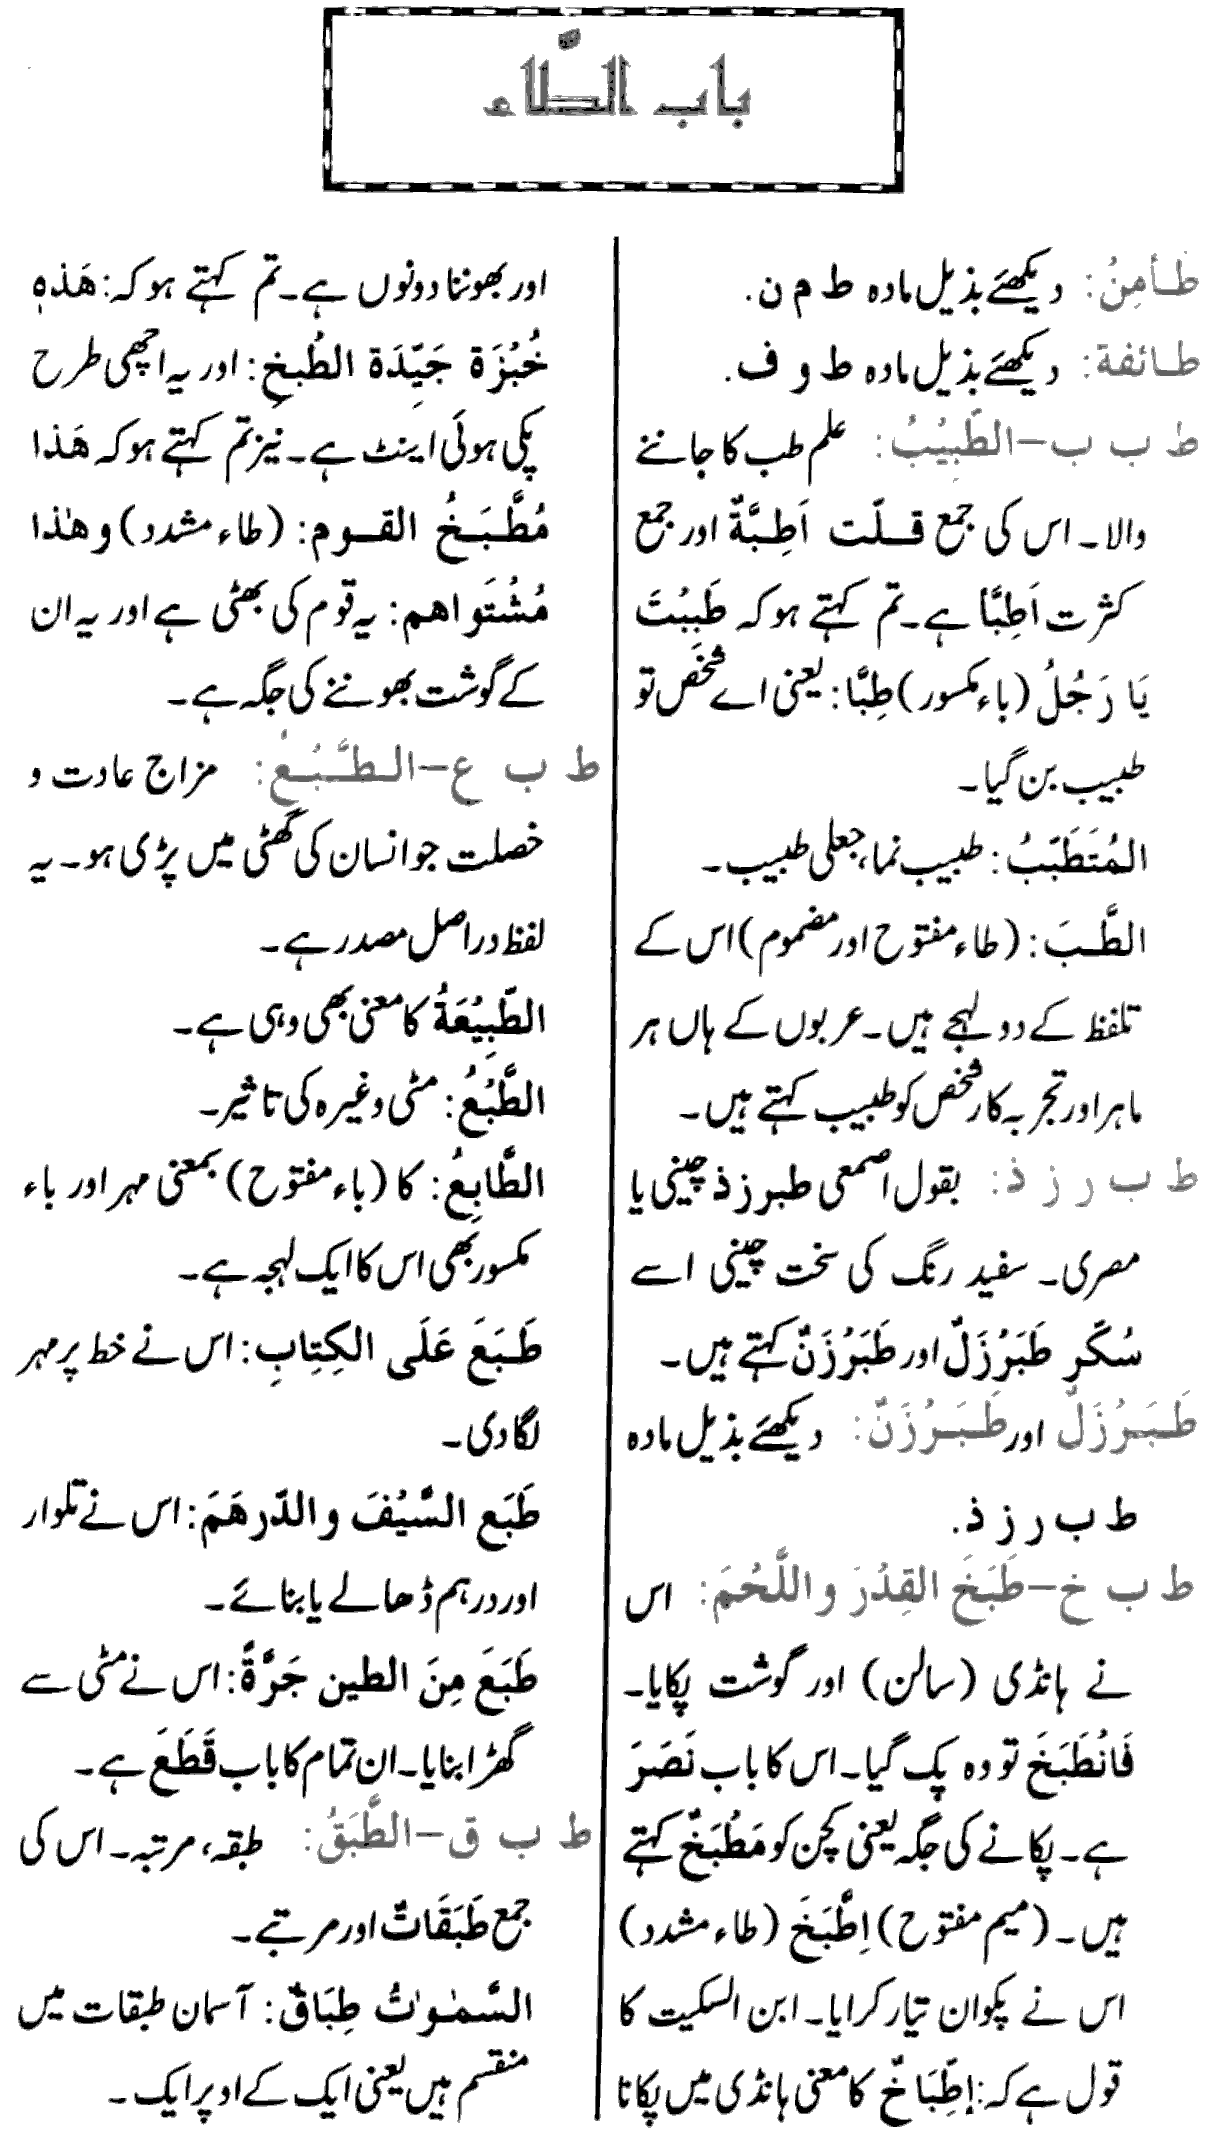 باب الطّاء
طَأمِنُ: دیکھئے بذیل مادہ ط م ن.
طائفة: دیکھئے بذیل مادہ ط و ف.
ط ب ب–الطَّبِيْبُ: علم طب کا جاننے
والا۔ اس کی جمع قلّت اَطِبَّةٌ اور جمع
کثرت اَطِبَّا ہے۔ تم کہتے ہو کہ طَبِبْتَ
يَا رَجُلُ (باء مکسور) طِبًّا: یعنی اے شخص تو
طبیب بن گیا۔
المُتَطَبِّبُ: طبیب نما، جعلی طبیب۔
الطَّبَ: (طاء مفتوح اور مضموم) اس کے
تلفظ کے دو لہجے ہیں۔ عربوں کے ہاں ہر
ماہر اور تجربہ کار شخص کو طبیب کہتے ہیں۔
ط ب ر ز ذ: بقول اصمعی طبرزذ چینی یا
مصری۔ سفید رنگ کی سخت چینی اسے
سُكّرِ طَبَرْزَلٌ اور طَبَرْزَنٌ کہتے ہیں۔
طَبَرْزَلٌ اور طَبَرْزَنٌ: دیکھئے بذیل مادہ
ط ب ر ز ذ.
ط ب خ–طَبَخَ القِدْرَ واللَّحْمَ: اس
نے ہانڈی (سالن) اور گوشت پکایا۔
فَانْطَبَخَ تو وہ پک گیا۔ اس کا باب نَصَرَ
ہے۔ پکانے کی جگہ یعنی کچن کو مَطْبَخٌ کہتے
ہیں۔ (میم مفتوح) اِطَّبَخَ (طاء مشدد)
اس نے پکوان تیار کرایا۔ ابن السکیت کا
قول ہے کہ: اِطِّبَاخٌ کا معنی ہانڈی میں پکانا
اور بھوننا دونوں ہے۔ تم کہتے ہو کہ: هَذِهٖ
خُبْزَة جَيِّدَة الطَّبخِ: اور یہ اچھی طرح
پکی ہوئی اینٹ ہے۔ نیز تم کہتے ہو کہ هَذا
مُطَّبَخُ القوم: (طاء مشدد) و هٰذا
مُشْتَواهم: یہ قوم کی بھٹی ہے اور یہ ان
کے گوشت بھوننے کی جگہ ہے۔
ط ب ع–الطَّبْعُ: مزاج عادت و
خصلت جو انسان کی گھٹی میں پڑی ہو۔ یہ
لفظ دراصل مصدر ہے۔
الطَّبِيْعَةُ کا معنی بھی وہی ہے۔
الطَّبْعُ: مٹی وغیرہ کی تاثیر۔
الطَّابِعُ: کا (باء مفتوح) بمعنی مہر اور باء
مکسور بھی اس کا ایک لہجہ ہے۔
طَبَعَ عَلَى الكِتِابِ: اس نے خط پر مہر
لگا دی۔
طَبَع السَّيْفَ والدّرهَمَ: اس نے تلوار
اور درہم ڈھالے یا بنائے۔
طَبَعَ مِنَ الطين جَرَّةً: اس نے مٹی سے
گھڑا بنایا۔ ان تمام کا باب قَطَعَ ہے۔
ط ب ق–الطَّبَقُ: طبقہ، مرتبہ۔ اس کی
جمع طَبَقَاتٌ اور مرتبے۔
السَّمٰوٰتُ طِبَاقٌ: آسمان طبقات میں
منقسم ہیں یعنی ایک کے اوپر ایک۔